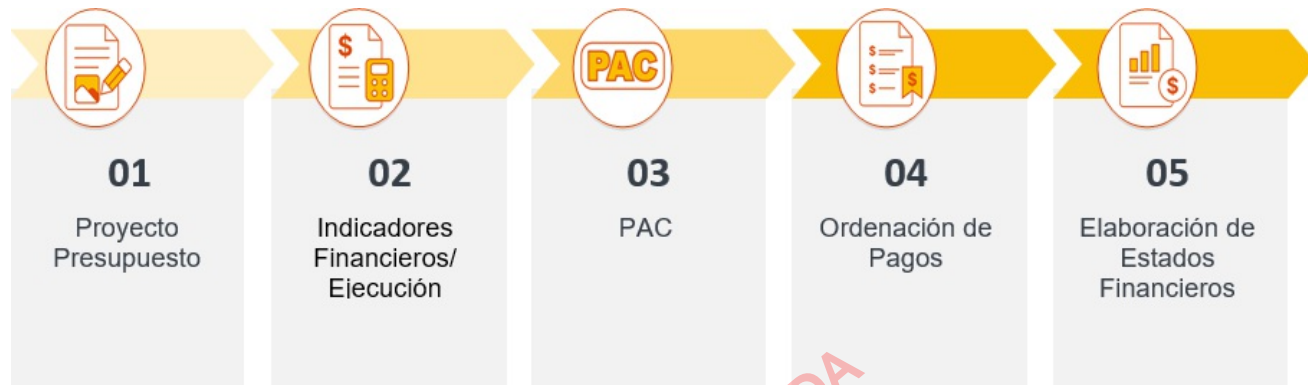 PAC
01
Proyecto
Presupuesto
02
Indicadores
Financieros/
Ejecución
03
PAC
04
Ordenación de
Pagos
05
Elaboración de
Estados
Financieros